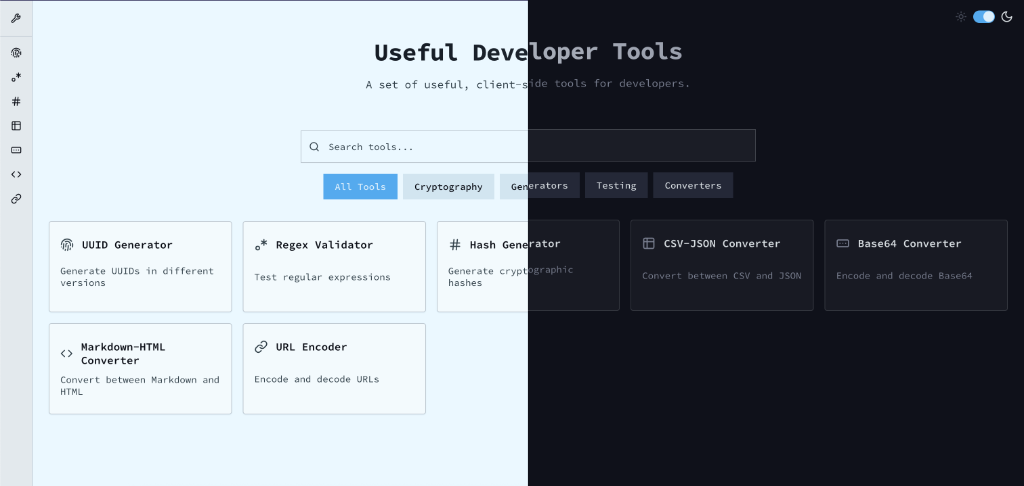 Useful Developer Tools
A set of useful, client-side tools for developers.
Search tools...
All Tools
Cryptography
Generators
Testing
Converters
UUID Generator
Generate UUIDs in different
versions
Regex Validator
Test regular expressions
Hash Generator
Generate cryptographic
hashes
CSV-JSON Converter
Convert between CSV and JSON
Base64 Converter
Encode and decode Base64
Markdown-HTML
Converter
Convert between Markdown and
HTML
URL Encoder
Encode and decode URLs